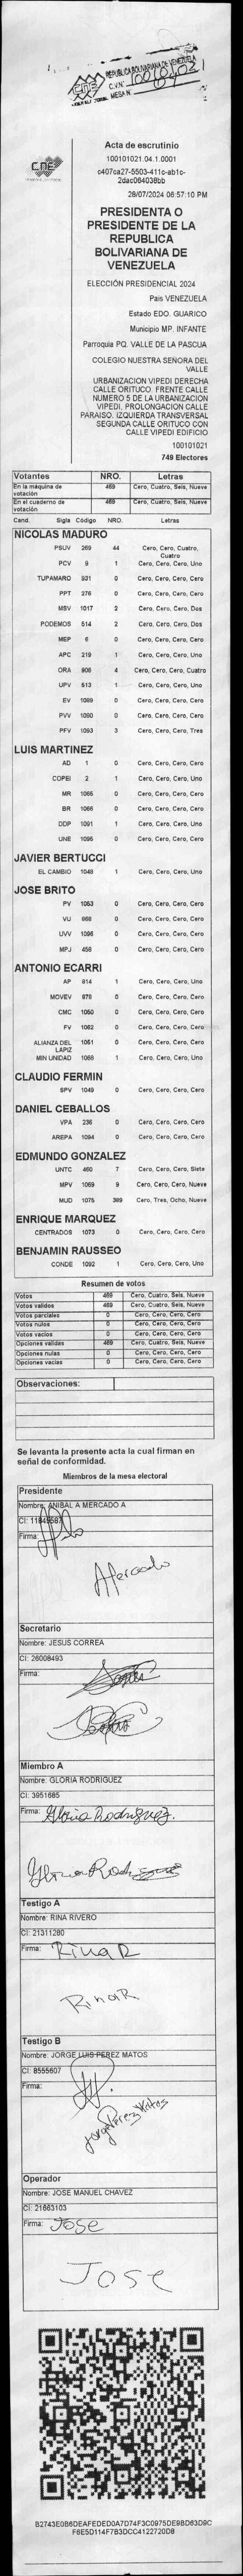 REPUBLICA BOLIVARIANA DE VENEZUELA
C.V.N°
MESA N
CNE
Acta de escrutinio
100101021.04.1.0001
c407ca27-5503-411c-ab1c-
2dac064038bb
28/07/2024 06:57:10 PM
PRESIDENTA O
PRESIDENTE DE LA
REPUBLICA
BOLIVARIANA DE
VENEZUELA
ELECCIÓN PRESIDENCIAL 2024
Pais VENEZUELA
Estado EDO. GUARICO
Municipio MP. INFANTE
Parroquia PQ. VALLE DE LA PASCUA
COLEGIO NUESTRA SEÑORA DEL
VALLE
URBANIZACION VIPEDI DERECHA
CALLE ORITUCO. FRENTE CALLE
NUMERO 5 DE LA URBANIZACION
VIPEDI, PROLONGACION CALLE
PARAISO. IZQUIERDA TRANSVERSAL
SEGUNDA CALLE ORITUCO CON
CALLE VIPEDI EDIFICIO
100101021
749 Electores
Votantes NRO. Letras
En la máquina de votación 469 Cero, Cuatro, Seis, Nueve
En el cuaderno de votación 469 Cero, Cuatro, Seis, Nueve
Cand. Sigla Código NRO. Letras
NICOLAS MADURO
PSUV 269 44 Cero, Cero, Cuatro, Cuatro
PCV 9 1 Cero, Cero, Cero, Uno
TUPAMARO 931 0 Cero, Cero, Cero, Cero
PPT 276 0 Cero, Cero, Cero, Cero
MSV 1017 2 Cero, Cero, Cero, Dos
PODEMOS 514 2 Cero, Cero, Cero, Dos
MEP 6 0 Cero, Cero, Cero, Cero
APC 219 1 Cero, Cero, Cero, Uno
ORA 906 4 Cero, Cero, Cero, Cuatro
UPV 513 1 Cero, Cero, Cero, Uno
EV 1089 0 Cero, Cero, Cero, Cero
PVV 1090 0 Cero, Cero, Cero, Cero
PFV 1093 3 Cero, Cero, Cero, Tres
LUIS MARTINEZ
AD 1 0 Cero, Cero, Cero, Cero
COPEI 2 1 Cero, Cero, Cero, Uno
MR 1065 0 Cero, Cero, Cero, Cero
BR 1066 0 Cero, Cero, Cero, Cero
DDP 1091 1 Cero, Cero, Cero, Uno
UNE 1095 0 Cero, Cero, Cero, Cero
JAVIER BERTUCCI
EL CAMBIO 1048 1 Cero, Cero, Cero, Uno
JOSE BRITO
PV 1053 0 Cero, Cero, Cero, Cero
VU 868 0 Cero, Cero, Cero, Cero
UVV 1096 0 Cero, Cero, Cero, Cero
MPJ 458 0 Cero, Cero, Cero, Cero
ANTONIO ECARRI
AP 814 1 Cero, Cero, Cero, Uno
MOVEV 979 0 Cero, Cero, Cero, Cero
CMC 1050 0 Cero, Cero, Cero, Cero
FV 1082 0 Cero, Cero, Cero, Cero
ALIANZA DEL LAPIZ 1051 0 Cero, Cero, Cero, Cero
MIN UNIDAD 1068 1 Cero, Cero, Cero, Uno
CLAUDIO FERMIN
SPV 1049 0 Cero, Cero, Cero, Cero
DANIEL CEBALLOS
VPA 236 0 Cero, Cero, Cero, Cero
AREPA 1094 0 Cero, Cero, Cero, Cero
EDMUNDO GONZALEZ
UNTC 460 7 Cero, Cero, Cero, Siete
MPV 1069 9 Cero, Cero, Cero, Nueve
MUD 1075 389 Cero, Tres, Ocho, Nueve
ENRIQUE MARQUEZ
CENTRADOS 1073 0 Cero, Cero, Cero, Cero
BENJAMIN RAUSSEO
CONDE 1092 1 Cero, Cero, Cero, Uno
Resumen de votos
Votos 469 Cero, Cuatro, Seis, Nueve
Votos validos 469 Cero, Cuatro, Seis, Nueve
Votos parciales 0 Cero, Cero, Cero, Cero
Votos nulos 0 Cero, Cero, Cero, Cero
Votos vacios 0 Cero, Cero, Cero, Cero
Opciones validas 469 Cero, Cuatro, Seis, Nueve
Opciones nulas 0 Cero, Cero, Cero, Cero
Opciones vacias 0 Cero, Cero, Cero, Cero
Observaciones:
Se levanta la presente acta la cual firman en
señal de conformidad.
Miembros de la mesa electoral
Presidente
Nombre: ANIBAL A MERCADO A
CI: 11849587
Firma:
AMercado
Secretario
Nombre: JESUS CORREA
CI: 26008493
Firma:
Miembro A
Nombre: GLORIA RODRIGUEZ
CI: 3951685
Firma: Gloria Rodriguez.
Gloria Rodriguez
Testigo A
Nombre: RINA RIVERO
CI: 21311260
Firma: Rina R
Rina R
Testigo B
Nombre: JORGE LUIS PEREZ MATOS
CI: 8555607
Firma:
Jorge Perez Matos
Operador
Nombre: JOSE MANUEL CHAVEZ
CI: 21663103
Firma: Jose
Jose
B2743E0B6DEAFEDED0A7D74F3C0975DE9BD63D9C
F6E5D114F7B3DCC4122720D8